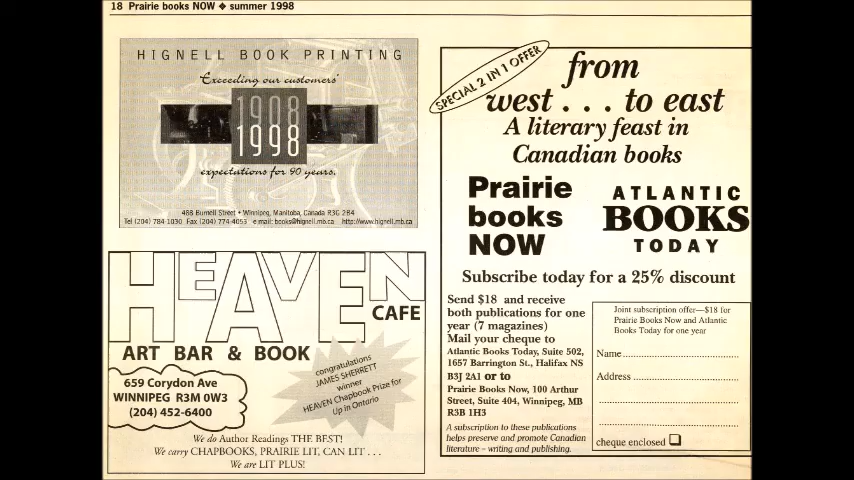 18 Prairie books NOW ❖ summer 1998
HIGNELL BOOK PRINTING
Exceeding our customers'
1908
1998
expectations for 90 years.
488 Burnell Street • Winnipeg, Manitoba, Canada R3G 2B4
Tel (204) 784-1030 Fax (204) 774-4053 e.mail: books@hignell.mb.ca http://www.hignell.mb.ca
HEAVEN
CAFE
ART BAR & BOOK
659 Corydon Ave
WINNIPEG R3M 0W3
(204) 452-6400
congratulations
JAMES SHERRETT
winner
HEAVEN Chapbook Prize for
Up in Ontario
We do Author Readings THE BEST!
We carry CHAPBOOKS, PRAIRIE LIT, CAN LIT . . .
We are LIT PLUS!
SPECIAL 2 IN 1 OFFER
from
west . . . to east
A literary feast in
Canadian books
Prairie
books
NOW
ATLANTIC
BOOKS
TODAY
Subscribe today for a 25% discount
Send $18 and receive
both publications for one
year (7 magazines)
Mail your cheque to
Atlantic Books Today, Suite 502,
1657 Barrington St., Halifax NS
B3J 2A1 or to
Prairie Books Now, 100 Arthur
Street, Suite 404, Winnipeg, MB
R3B 1H3
A subscription to these publications
helps preserve and promote Canadian
literature – writing and publishing.
Joint subscription offer—$18 for
Prairie Books Now and Atlantic
Books Today for one year
Name
Address
cheque enclosed